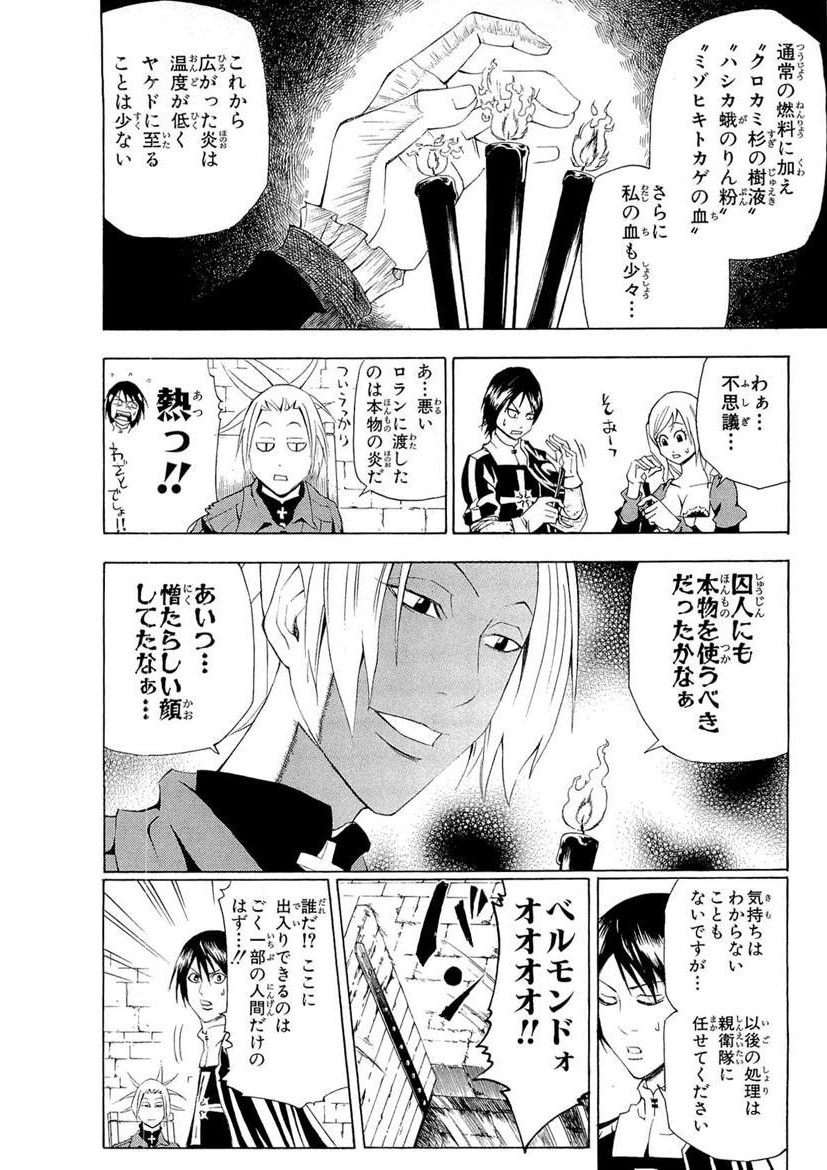 通常の燃料に加え
“クロカミ杉の樹液”
“ハシカ蛾のりん粉”
“ミゾヒキトカゲの血”
さらに
私の血も少々…
これから
広がった炎は
温度が低く
ヤケドに至る
ことは少ない
わぁ…
不思議…
そお〜っ
あ…悪い
ロランに渡した
のは本物の炎だ
ついうっかり
熱っ!!
わざとでしょ!!
囚人にも
本物を使うべき
だったかなぁ
あいつ…
憎たらしい顔
してたなぁ…
気持ちは
わからない
ことも
ないですが…
以後の処理は
親衛隊に
任せてください
ベルモンドォ
オオオオ!!
バン
誰だ!?ここに
出入りできるのは
ごく一部の人間だけの
はず…!!